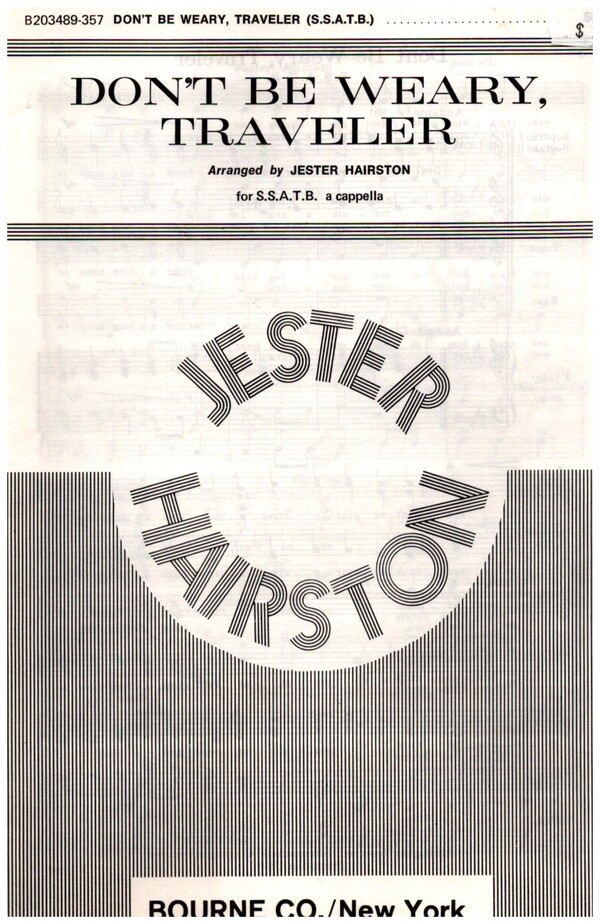 B203489-357 DON'T BE WEARY, TRAVELER (S.S.A.T.B.) ............................ $
DON'T BE WEARY,
TRAVELER
Arranged by JESTER HAIRSTON
for S.S.A.T.B. a cappella
JESTER
HAIRSTON
BOURNE CO./New York